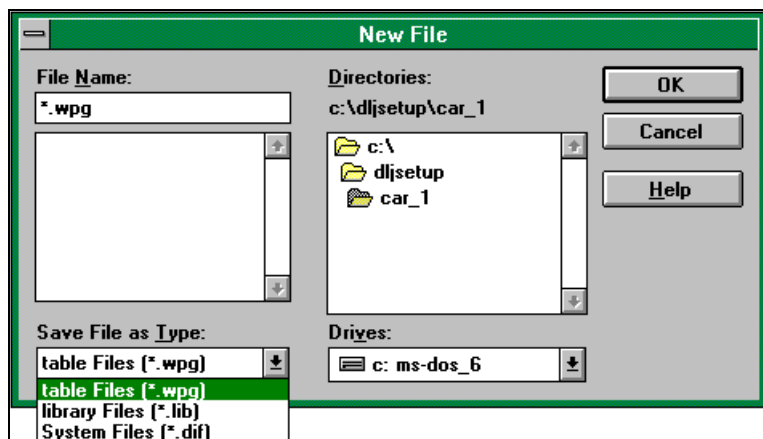 New File
File Name:
*.wpg
Directories:
c:\dljsetup\car_1
c:\
dljsetup
car_1
OK
Cancel
Help
Save File as Type:
table Files (*.wpg)
table Files (*.wpg)
library Files (*.lib)
System Files (*.dif)
Drives:
c: ms-dos_6